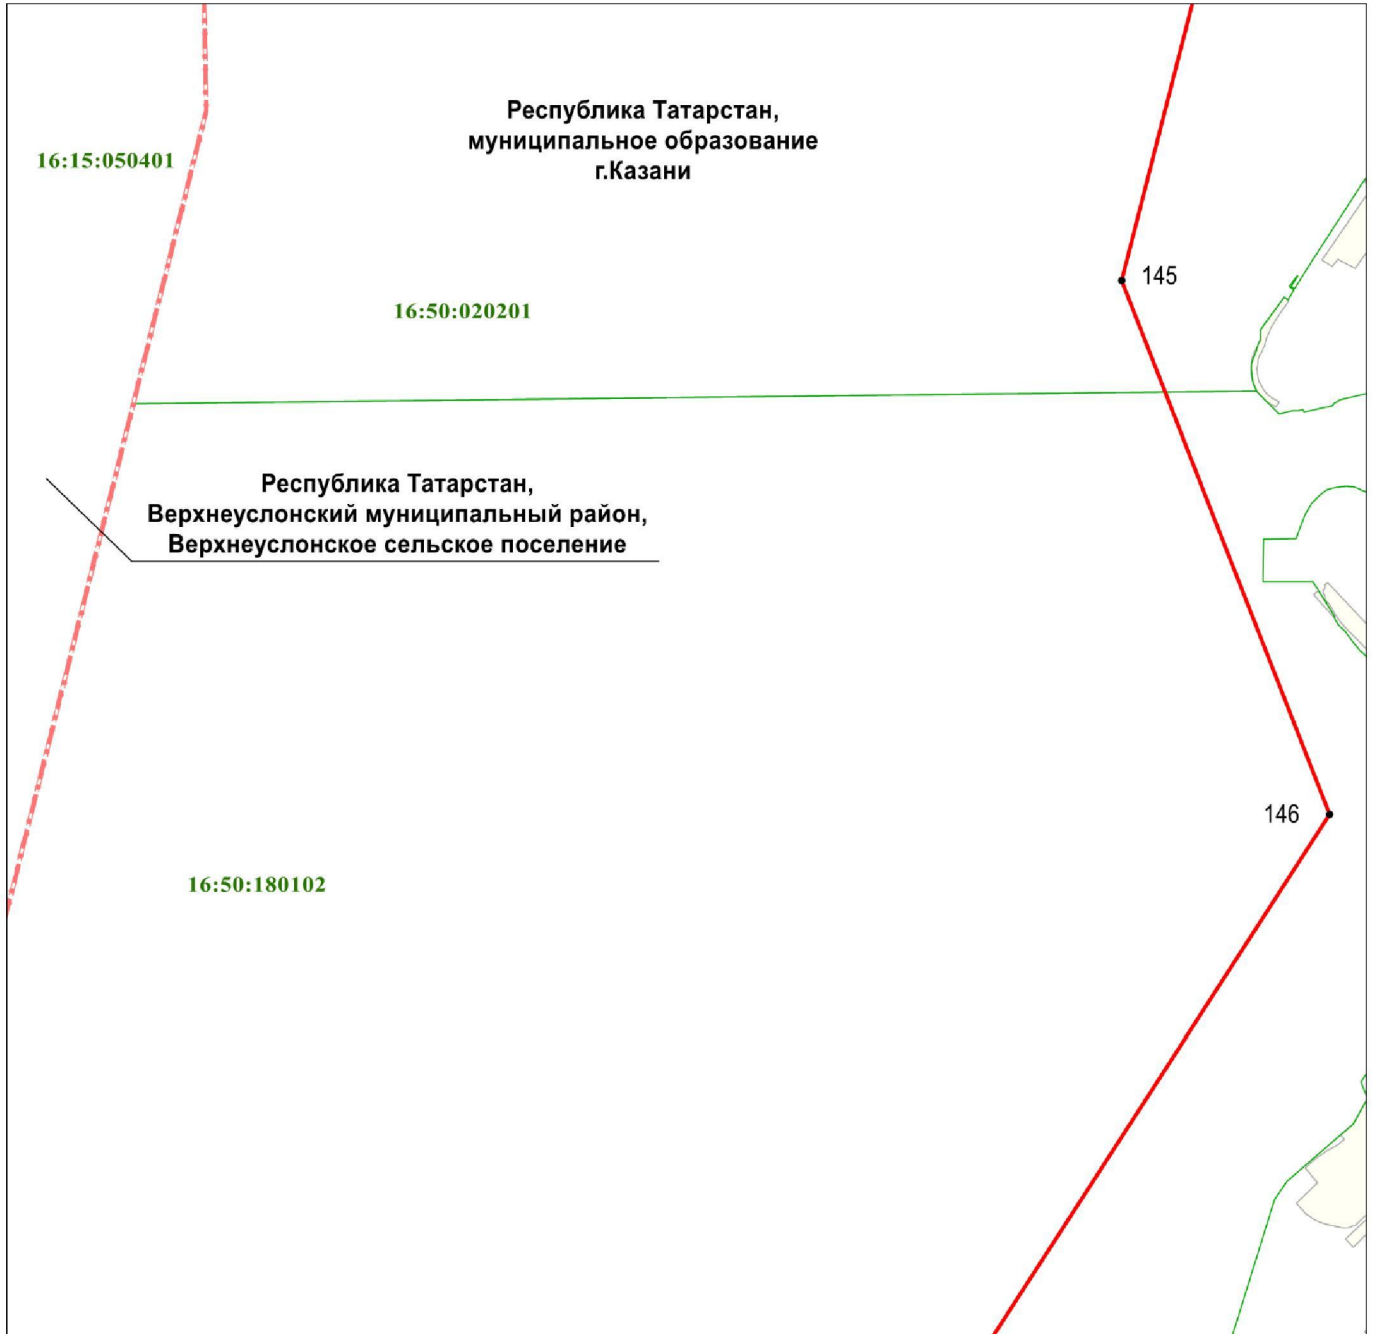 Республика Татарстан,
муниципальное образование
г.Казани
16:15:050401
145
16:50:020201
Республика Татарстан,
Верхнеуслонский муниципальный район,
Верхнеуслонское сельское поселение
146
16:50:180102